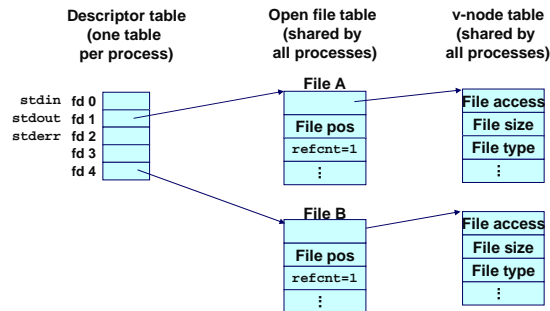 Descriptor table
(one table
per process)
Open file table
(shared by
all processes)
v-node table
(shared by
all processes)
stdin fd 0
stdout fd 1
stderr fd 2
fd 3
fd 4
File A
File pos
refcnt=1
⋮
File access
File size
File type
⋮
File B
File pos
refcnt=1
⋮
File access
File size
File type
⋮